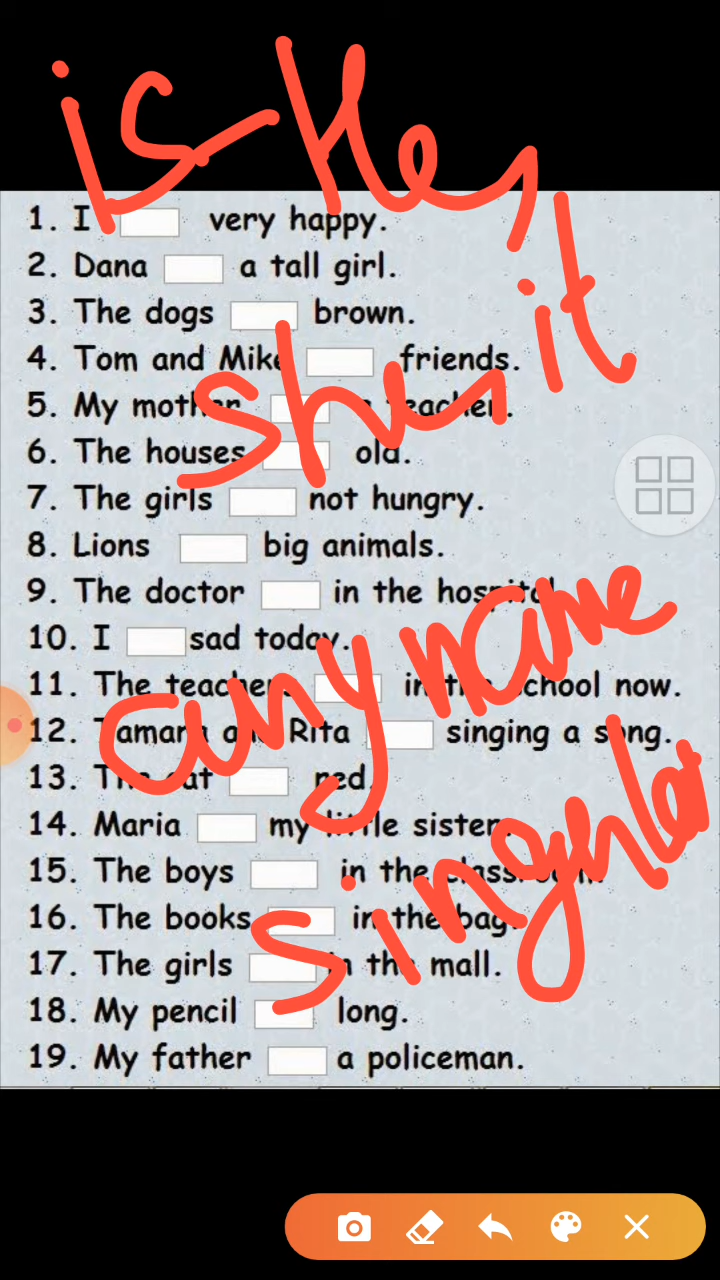 is-He,
1. I very happy.
2. Dana a tall girl.
it
3. The dogs brown.
4. Tom and Mike friends.
she,
5. My mother a teacher.
6. The houses old.
7. The girls not hungry.
8. Lions big animals.
9. The doctor in the hospital
10. I sad today.
any name
11. The teachers in the school now.
12. Tamara and Rita singing a song.
13. The cat red.
14. Maria my little sister.
15. The boys in the classroom.
16. The books in the bag.
17. The girls in the mall.
18. My pencil long.
19. My father a policeman.